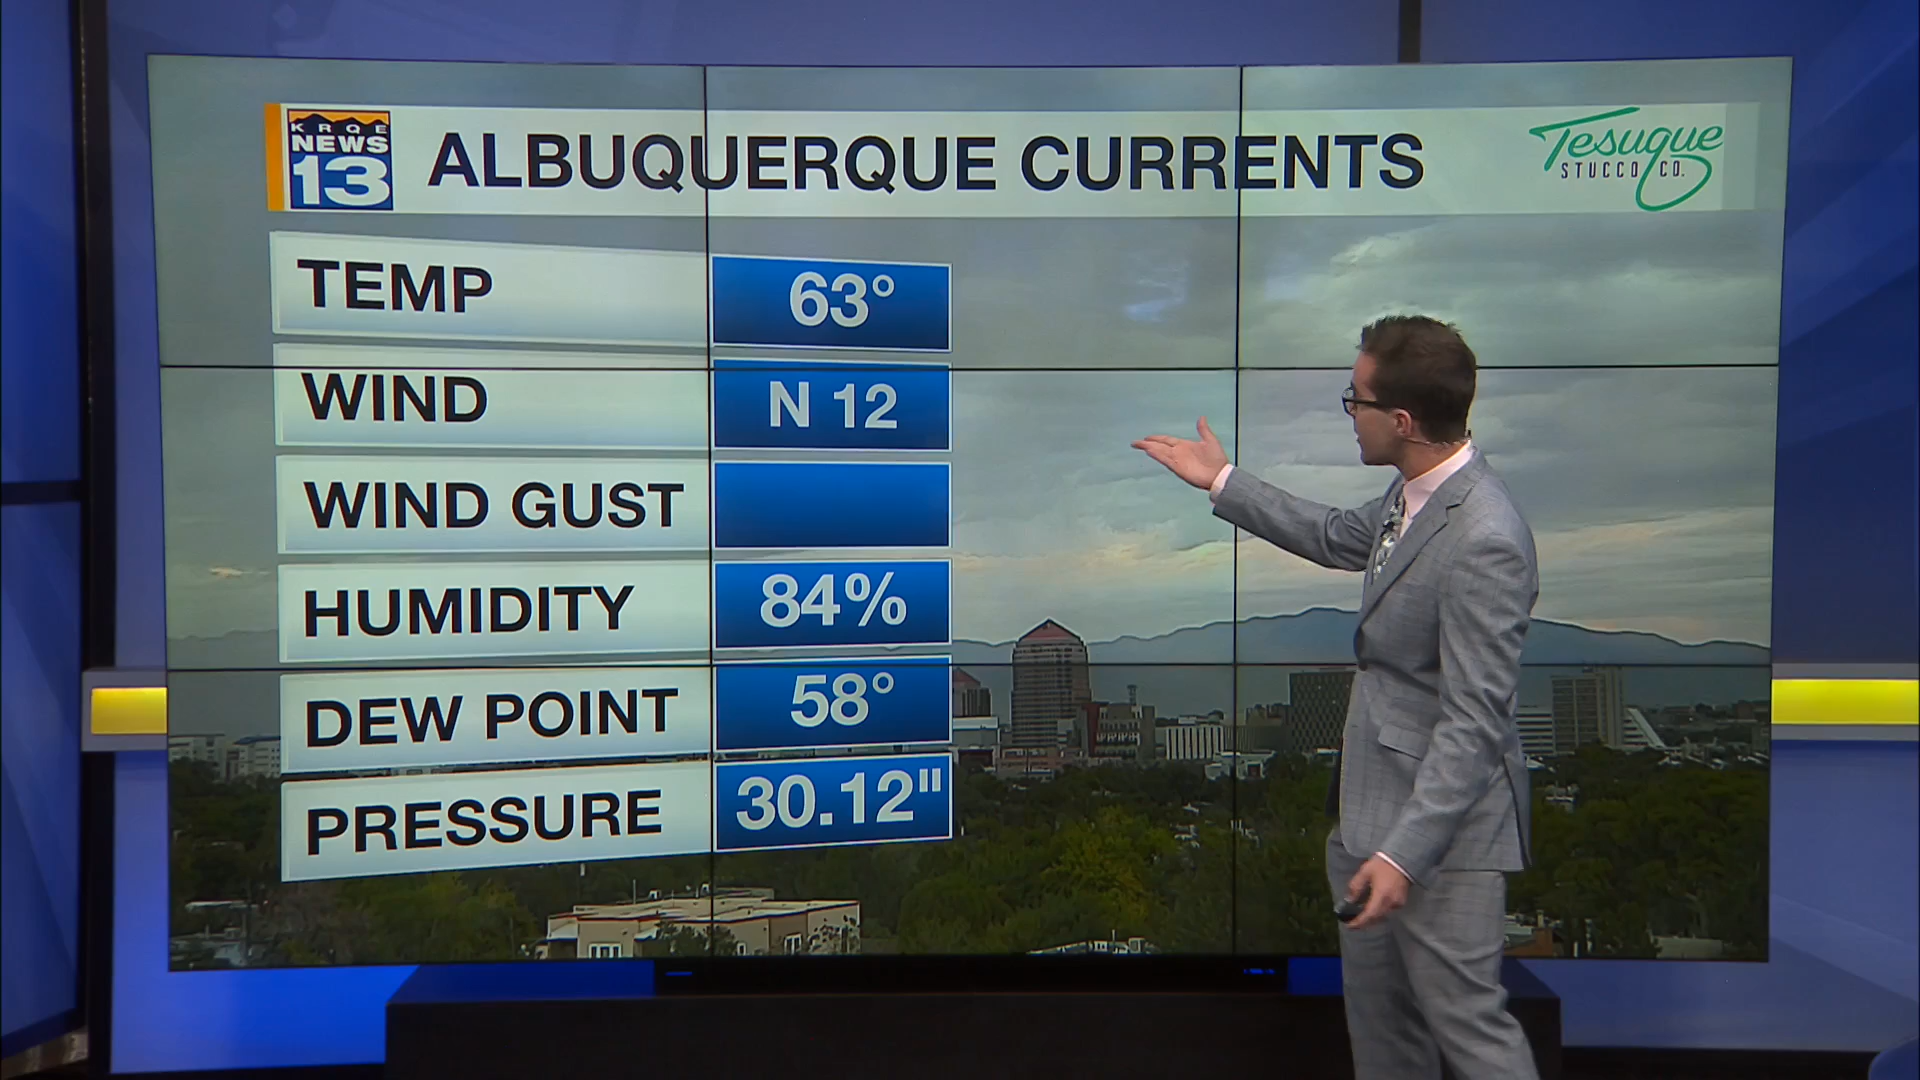 KRQE
NEWS
13
ALBUQUERQUE CURRENTS
Tesuque
STUCCO CO.
TEMP 63°
WIND N 12
WIND GUST
HUMIDITY 84%
DEW POINT 58°
PRESSURE 30.12"